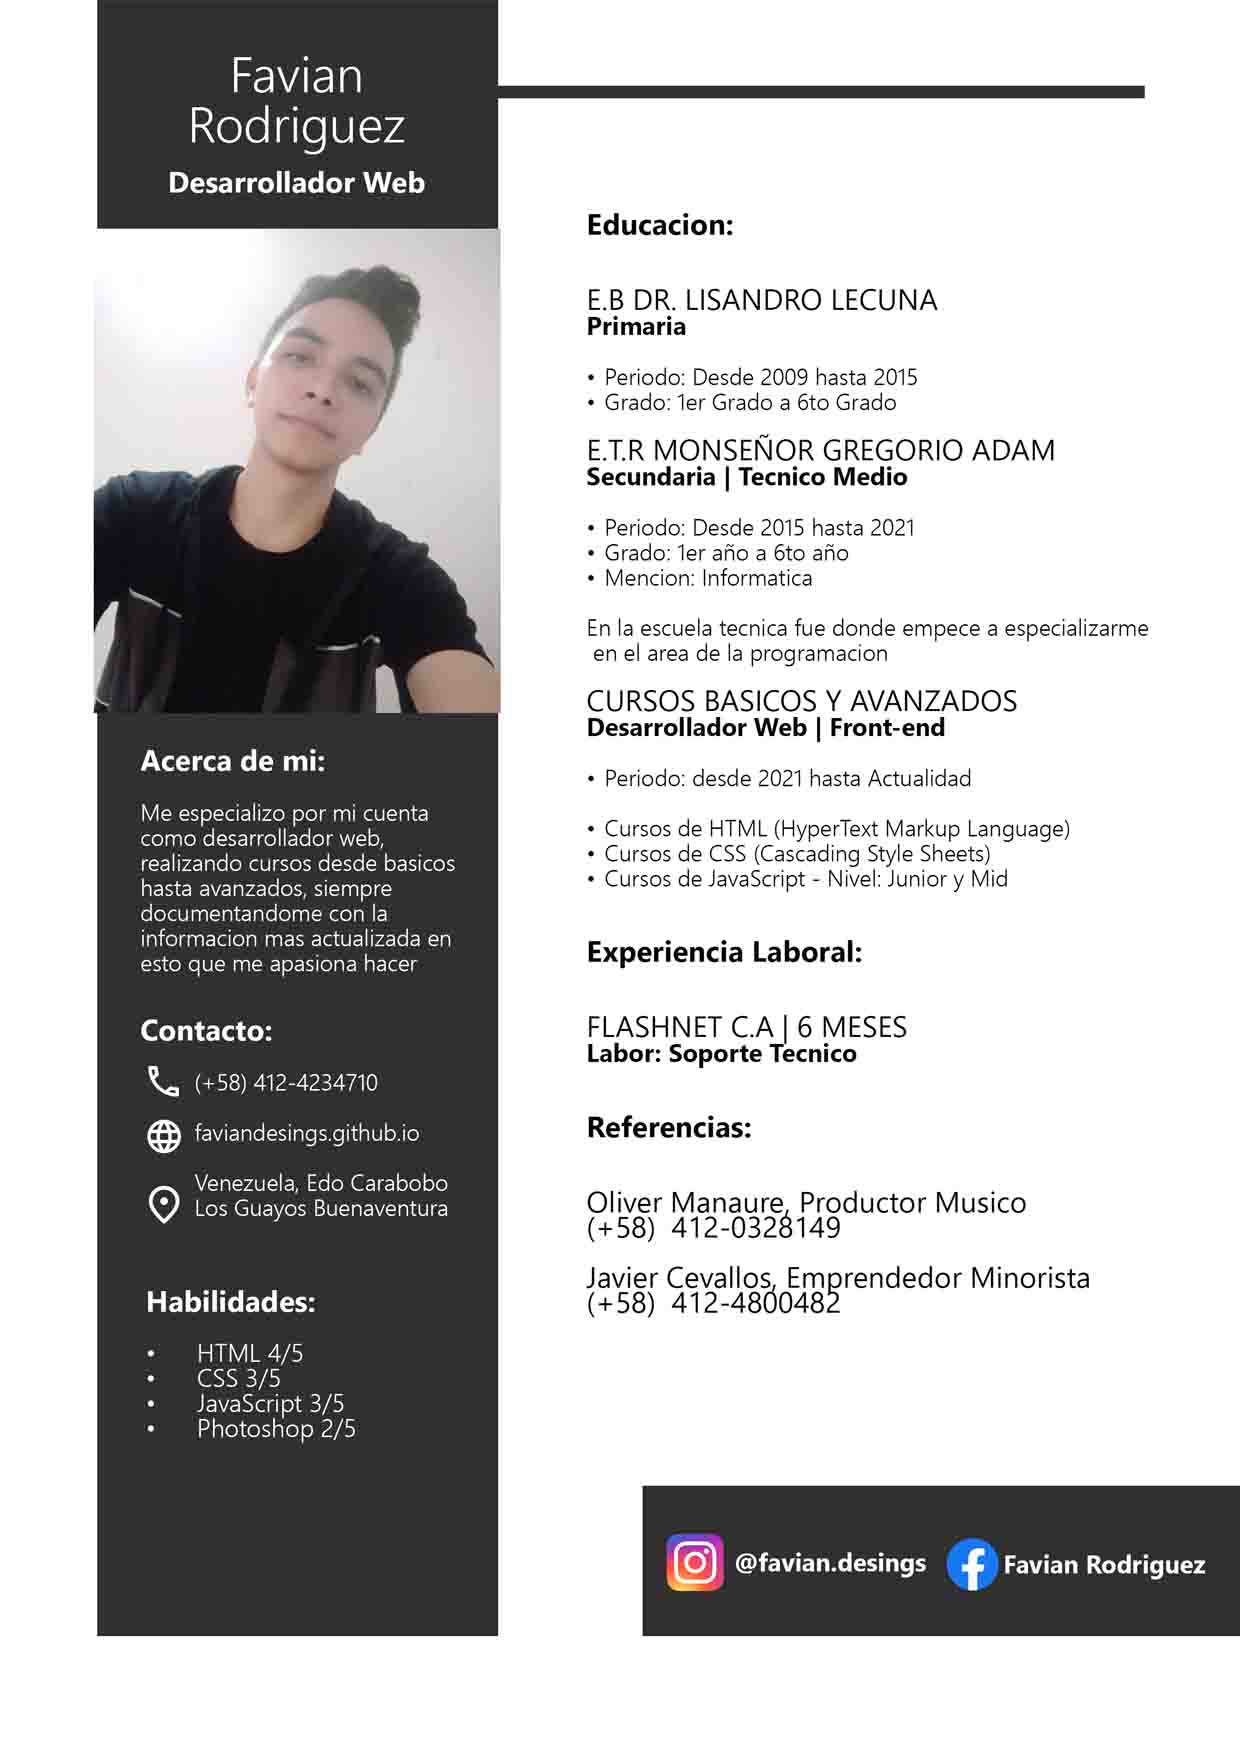 Favian
Rodriguez
Desarrollador Web
Acerca de mi:
Me especializo por mi cuenta
como desarrollador web,
realizando cursos desde basicos
hasta avanzados, siempre
documentandome con la
informacion mas actualizada en
esto que me apasiona hacer
Contacto:
(+58) 412-4234710
faviandesings.github.io
Venezuela, Edo Carabobo
Los Guayos Buenaventura
Habilidades:
• HTML 4/5
• CSS 3/5
• JavaScript 3/5
• Photoshop 2/5
Educacion:
E.B DR. LISANDRO LECUNA
Primaria
• Periodo: Desde 2009 hasta 2015
• Grado: 1er Grado a 6to Grado
E.T.R MONSEÑOR GREGORIO ADAM
Secundaria | Tecnico Medio
• Periodo: Desde 2015 hasta 2021
• Grado: 1er año a 6to año
• Mencion: Informatica
En la escuela tecnica fue donde empece a especializarme
en el area de la programacion
CURSOS BASICOS Y AVANZADOS
Desarrollador Web | Front-end
• Periodo: desde 2021 hasta Actualidad
• Cursos de HTML (HyperText Markup Language)
• Cursos de CSS (Cascading Style Sheets)
• Cursos de JavaScript - Nivel: Junior y Mid
Experiencia Laboral:
FLASHNET C.A | 6 MESES
Labor: Soporte Tecnico
Referencias:
Oliver Manaure, Productor Musico
(+58) 412-0328149
Javier Cevallos, Emprendedor Minorista
(+58) 412-4800482
@favian.desings
Favian Rodriguez